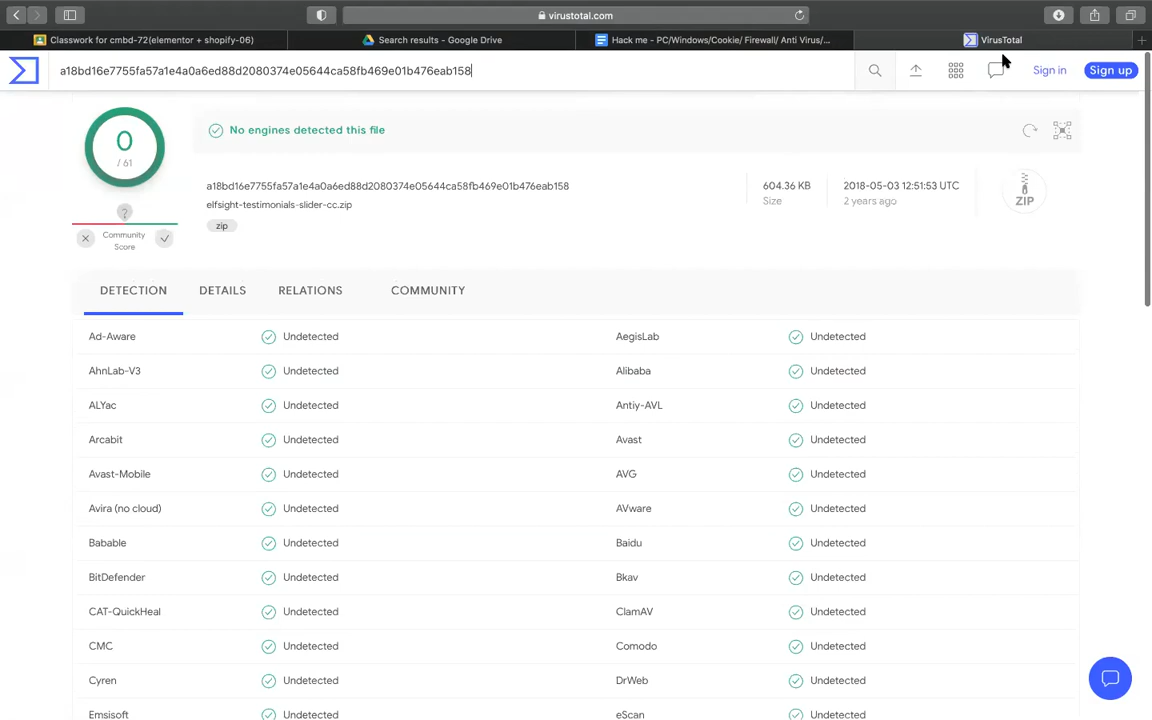 virustotal.com
Classwork for cmbd-72(elementor + shopify-06)
Search results - Google Drive
Hack me - PC/Windows/Cookie/ Firewall/ Anti Virus/...
VirusTotal
a18bd16e7755fa57a1e4a0a6ed88d2080374e05644ca58fb469e01b476eab158
Sign in
Sign up
0
/ 61
No engines detected this file
a18bd16e7755fa57a1e4a0a6ed88d2080374e05644ca58fb469e01b476eab158
elfsight-testimonials-slider-cc.zip
zip
604.36 KB
Size
2018-05-03 12:51:53 UTC
2 years ago
ZIP
?
Community
Score
DETECTION
DETAILS
RELATIONS
COMMUNITY
Ad-Aware Undetected AegisLab Undetected
AhnLab-V3 Undetected Alibaba Undetected
ALYac Undetected Antiy-AVL Undetected
Arcabit Undetected Avast Undetected
Avast-Mobile Undetected AVG Undetected
Avira (no cloud) Undetected AVware Undetected
Babable Undetected Baidu Undetected
BitDefender Undetected Bkav Undetected
CAT-QuickHeal Undetected ClamAV Undetected
CMC Undetected Comodo Undetected
Cyren Undetected DrWeb Undetected
Emsisoft Undetected eScan Undetected